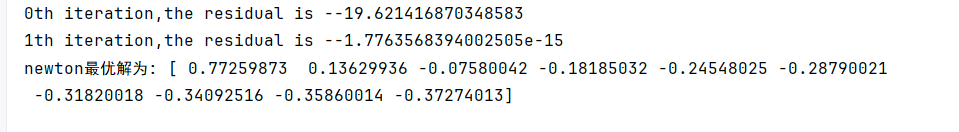 0th iteration,the residual is --19.621416870348583
1th iteration,the residual is --1.7763568394002505e-15
newton最优解为: [ 0.77259873  0.13629936 -0.07580042 -0.18185032 -0.24548025 -0.28790021
 -0.31820018 -0.34092516 -0.35860014 -0.37274013]